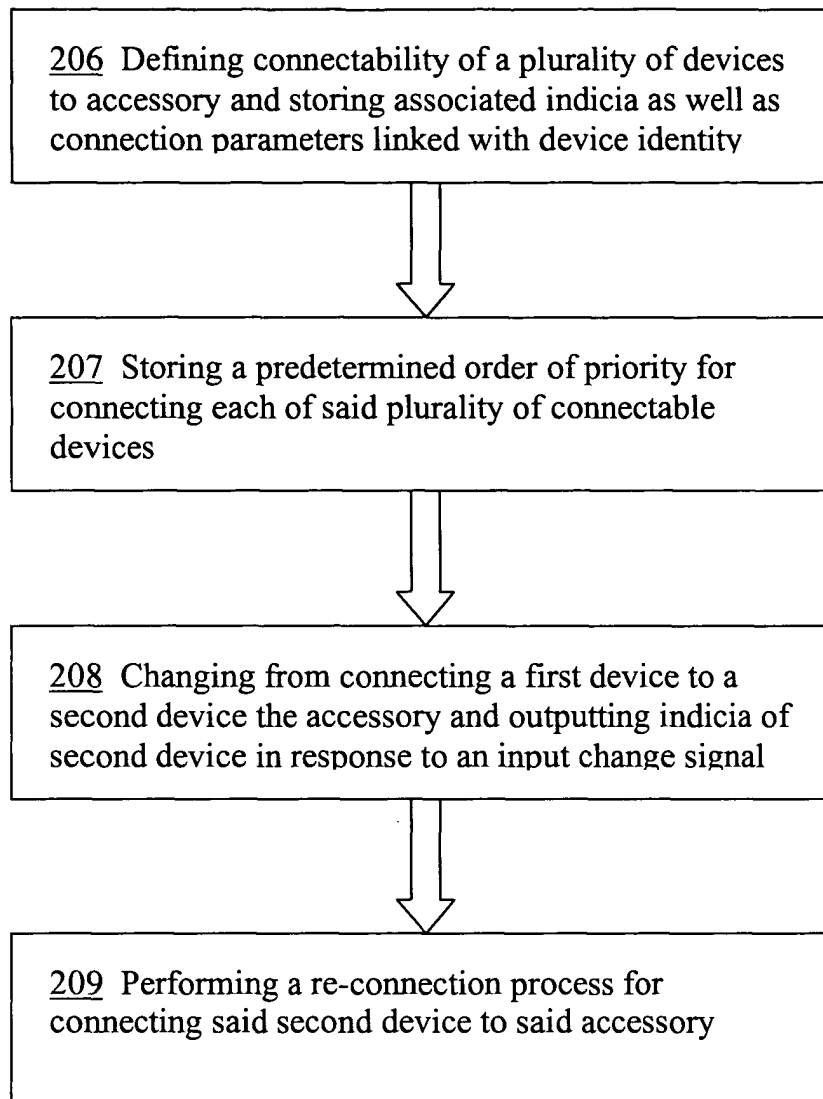 206 Defining connectability of a plurality of devices
to accessory and storing associated indicia as well as
connection parameters linked with device identity
207 Storing a predetermined order of priority for
connecting each of said plurality of connectable
devices
208 Changing from connecting a first device to a
second device the accessory and outputting indicia of
second device in response to an input change signal
209 Performing a re-connection process for
connecting said second device to said accessory